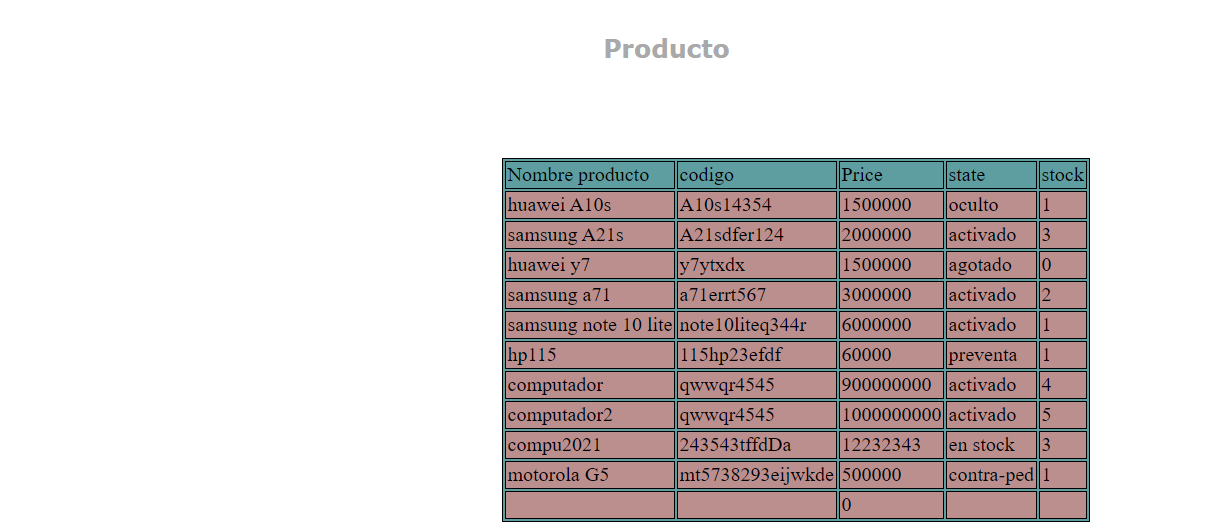 Producto
Nombre producto codigo Price state stock
huawei A10s A10s14354 1500000 oculto 1
samsung A21s A21sdfer124 2000000 activado 3
huawei y7 y7ytxdx 1500000 agotado 0
samsung a71 a71errt567 3000000 activado 2
samsung note 10 lite note10liteq344r 6000000 activado 1
hp115 115hp23efdf 60000 preventa 1
computador qwwqr4545 900000000 activado 4
computador2 qwwqr4545 1000000000 activado 5
compu2021 243543tffdDa 12232343 en stock 3
motorola G5 mt5738293eijwkde 500000 contra-ped 1
0